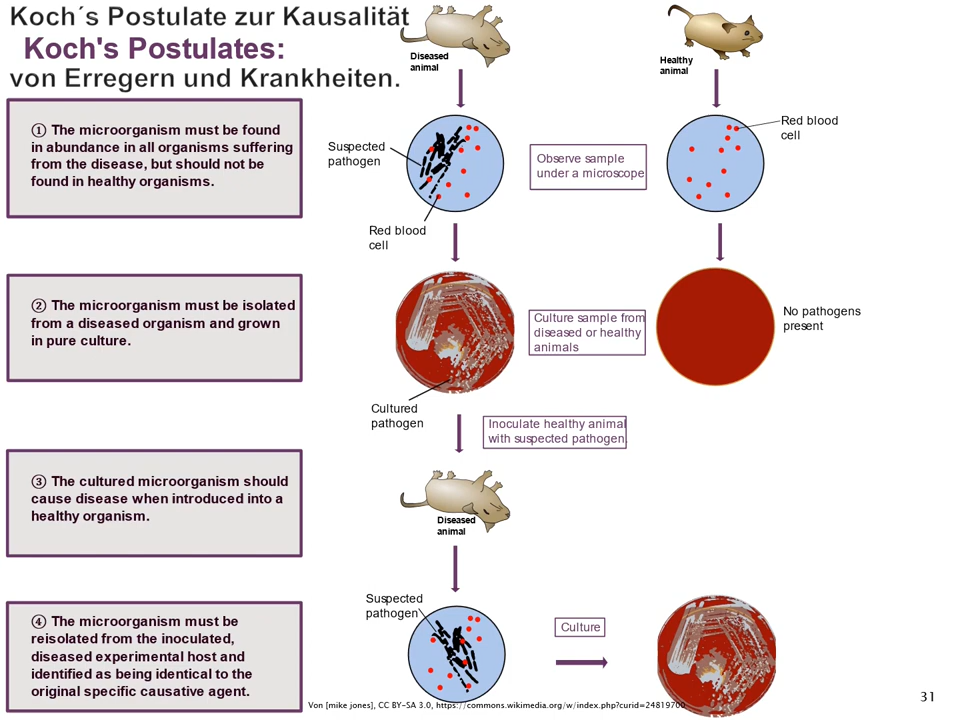 Koch´s Postulate zur Kausalität
Koch's Postulates:
von Erregern und Krankheiten.
① The microorganism must be found
in abundance in all organisms suffering
from the disease, but should not be
found in healthy organisms.
② The microorganism must be isolated
from a diseased organism and grown
in pure culture.
③ The cultured microorganism should
cause disease when introduced into a
healthy organism.
④ The microorganism must be
reisolated from the inoculated,
diseased experimental host and
identified as being identical to the
original specific causative agent.
Diseased
animal
Healthy
animal
Suspected
pathogen
Red blood
cell
Observe sample
under a microscope
Red blood
cell
Culture sample from
diseased or healthy
animals
No pathogens
present
Cultured
pathogen
Inoculate healthy animal
with suspected pathogen.
Diseased
animal
Suspected
pathogen
Culture
Von [mike jones], CC BY-SA 3.0, https://commons.wikimedia.org/w/index.php?curid=24819700
31